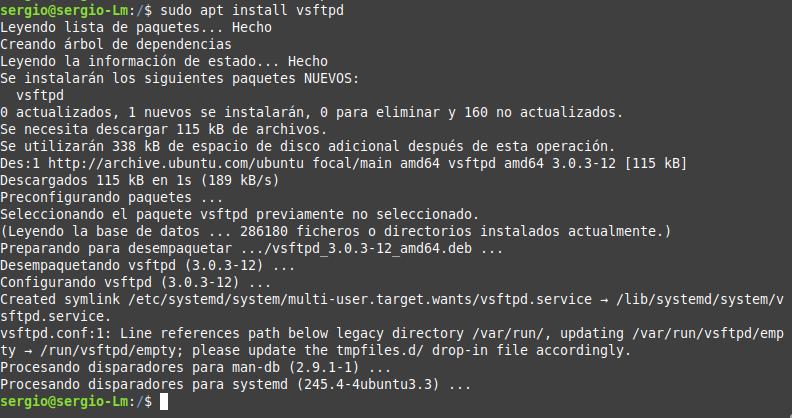 sergio@sergio-Lm:/$ sudo apt install vsftpd
Leyendo lista de paquetes... Hecho
Creando árbol de dependencias
Leyendo la información de estado... Hecho
Se instalarán los siguientes paquetes NUEVOS:
  vsftpd
0 actualizados, 1 nuevos se instalarán, 0 para eliminar y 160 no actualizados.
Se necesita descargar 115 kB de archivos.
Se utilizarán 338 kB de espacio de disco adicional después de esta operación.
Des:1 http://archive.ubuntu.com/ubuntu focal/main amd64 vsftpd amd64 3.0.3-12 [115 kB]
Descargados 115 kB en 1s (189 kB/s)
Preconfigurando paquetes ...
Seleccionando el paquete vsftpd previamente no seleccionado.
(Leyendo la base de datos ... 286180 ficheros o directorios instalados actualmente.)
Preparando para desempaquetar .../vsftpd_3.0.3-12_amd64.deb ...
Desempaquetando vsftpd (3.0.3-12) ...
Configurando vsftpd (3.0.3-12) ...
Created symlink /etc/systemd/system/multi-user.target.wants/vsftpd.service → /lib/systemd/system/v
sftpd.service.
vsftpd.conf:1: Line references path below legacy directory /var/run/, updating /var/run/vsftpd/emp
ty → /run/vsftpd/empty; please update the tmpfiles.d/ drop-in file accordingly.
Procesando disparadores para man-db (2.9.1-1) ...
Procesando disparadores para systemd (245.4-4ubuntu3.3) ...
sergio@sergio-Lm:/$